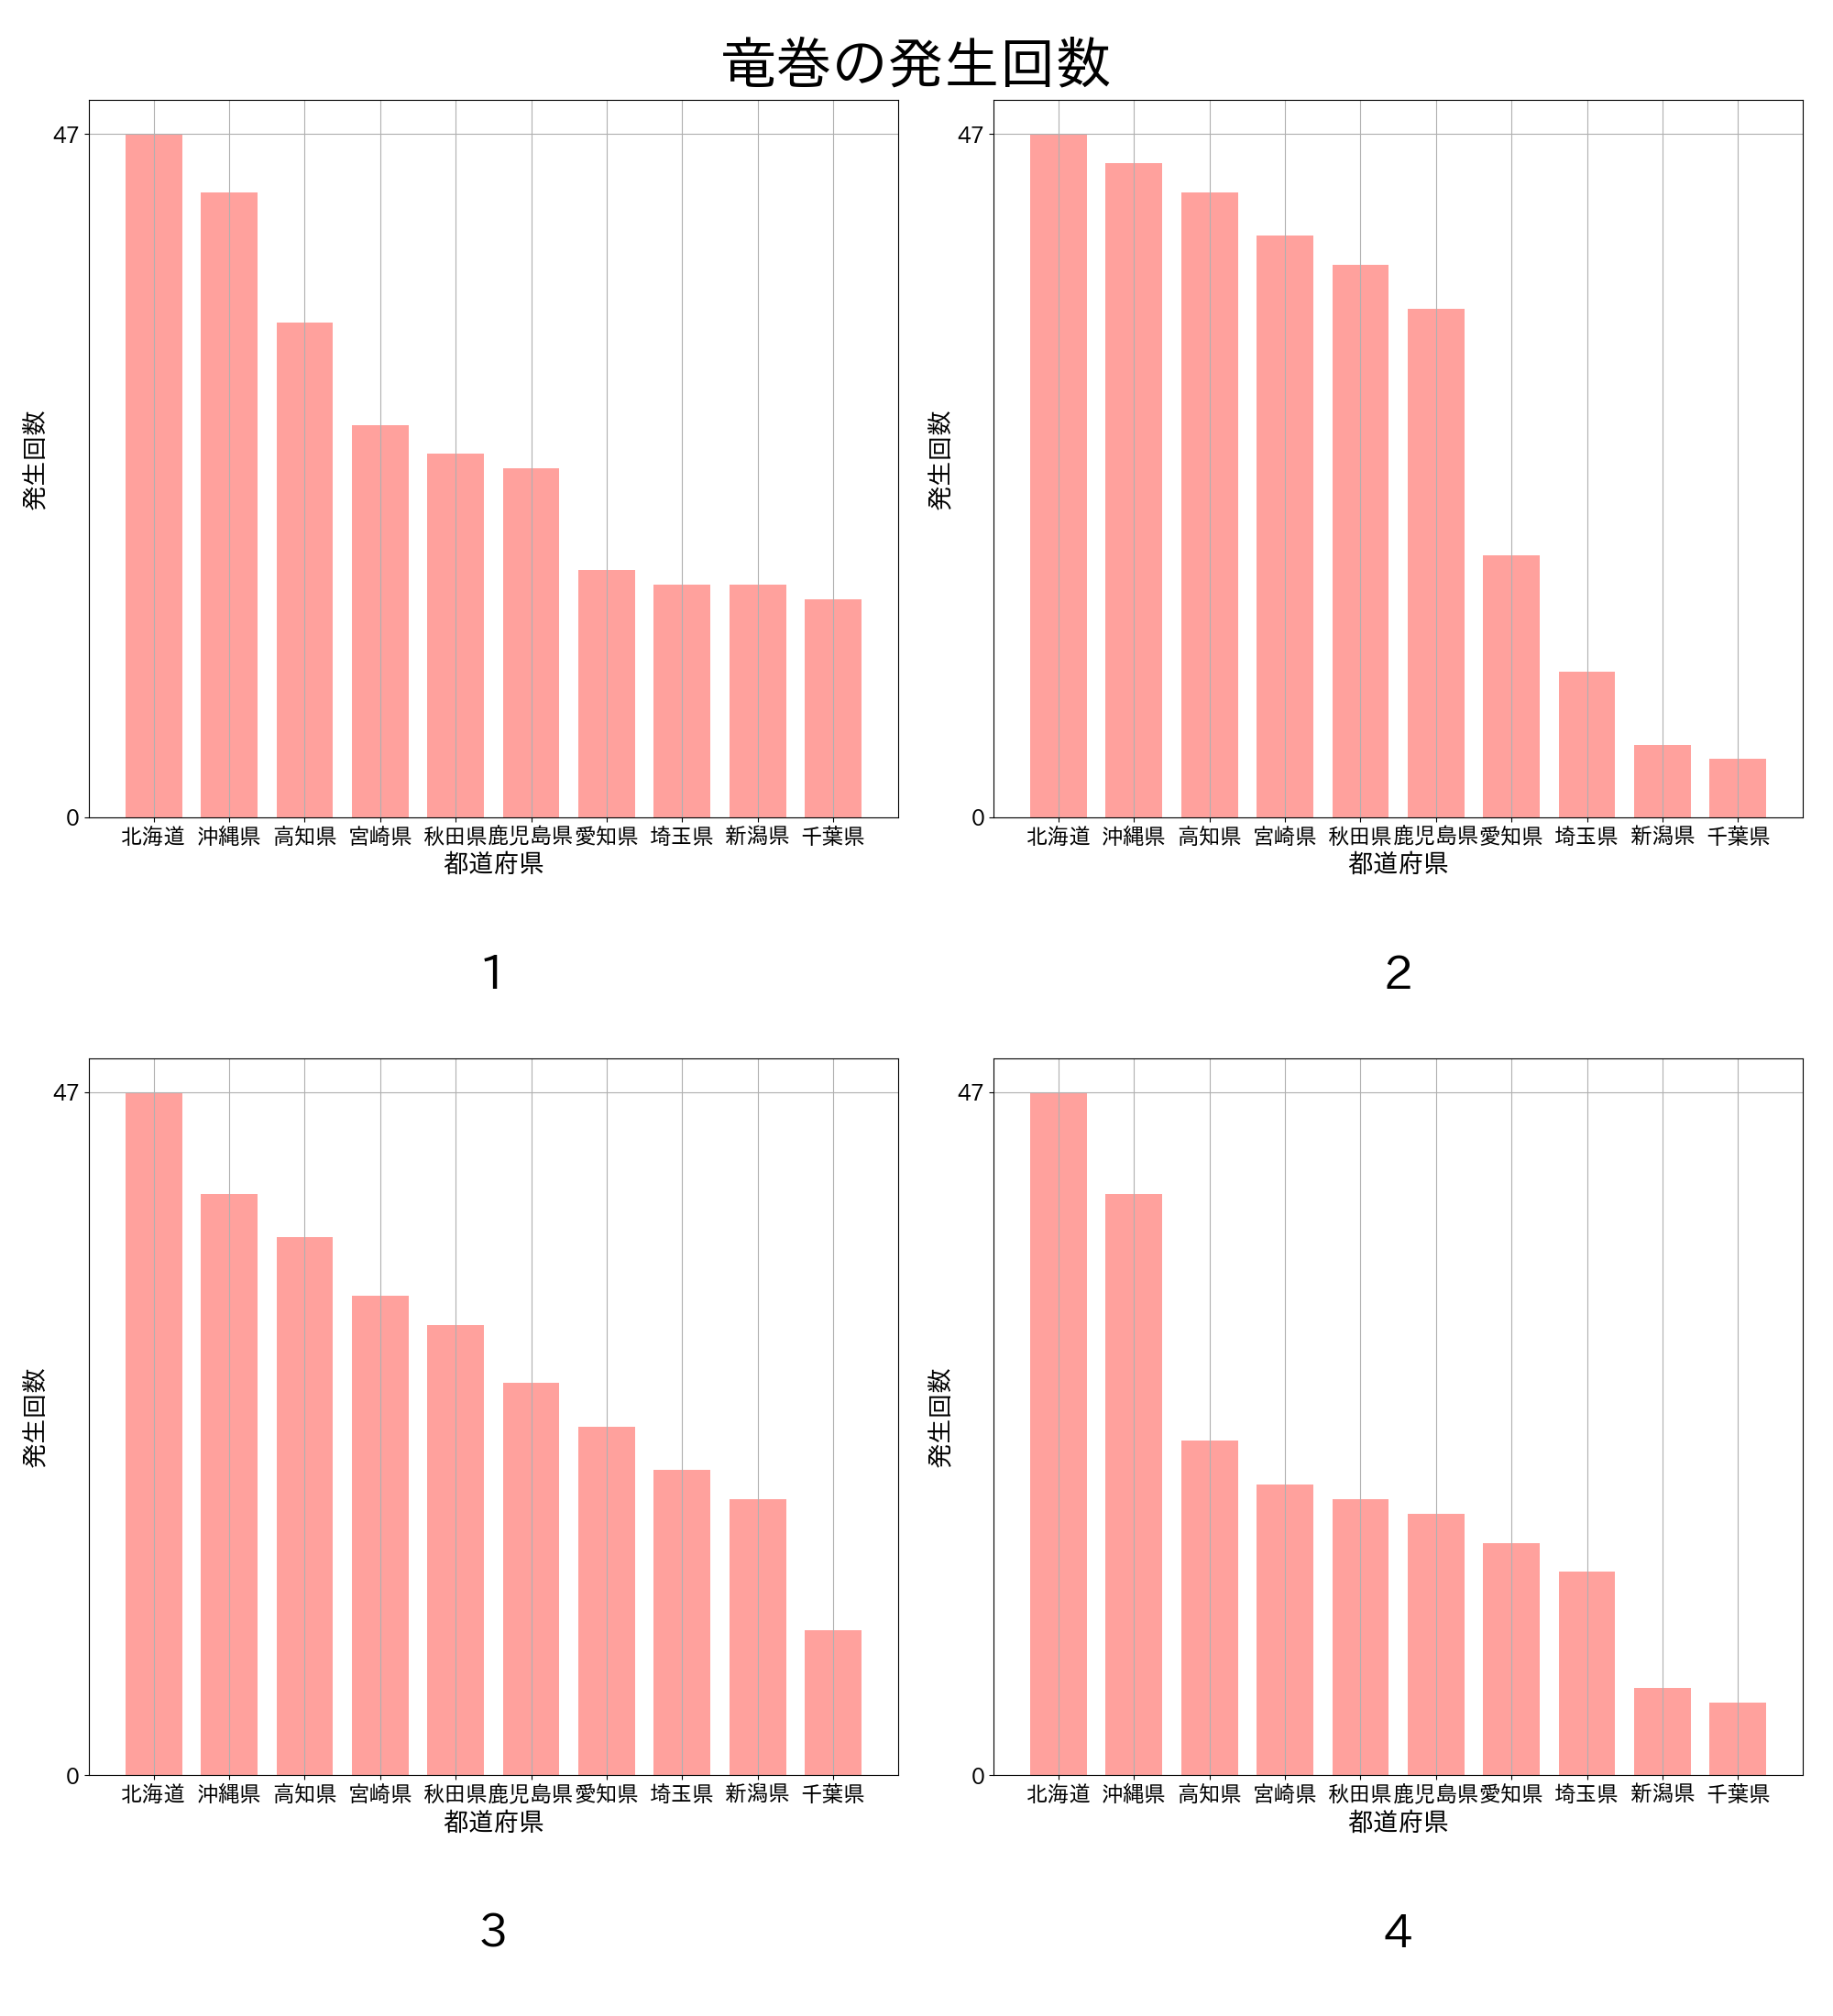 竜巻の発生回数
47
0
発生回数
北海道 沖縄県 高知県 宮崎県 秋田県 鹿児島県 愛知県 埼玉県 新潟県 千葉県
都道府県
1
47
0
発生回数
北海道 沖縄県 高知県 宮崎県 秋田県 鹿児島県 愛知県 埼玉県 新潟県 千葉県
都道府県
2
47
0
発生回数
北海道 沖縄県 高知県 宮崎県 秋田県 鹿児島県 愛知県 埼玉県 新潟県 千葉県
都道府県
3
47
0
発生回数
北海道 沖縄県 高知県 宮崎県 秋田県 鹿児島県 愛知県 埼玉県 新潟県 千葉県
都道府県
4